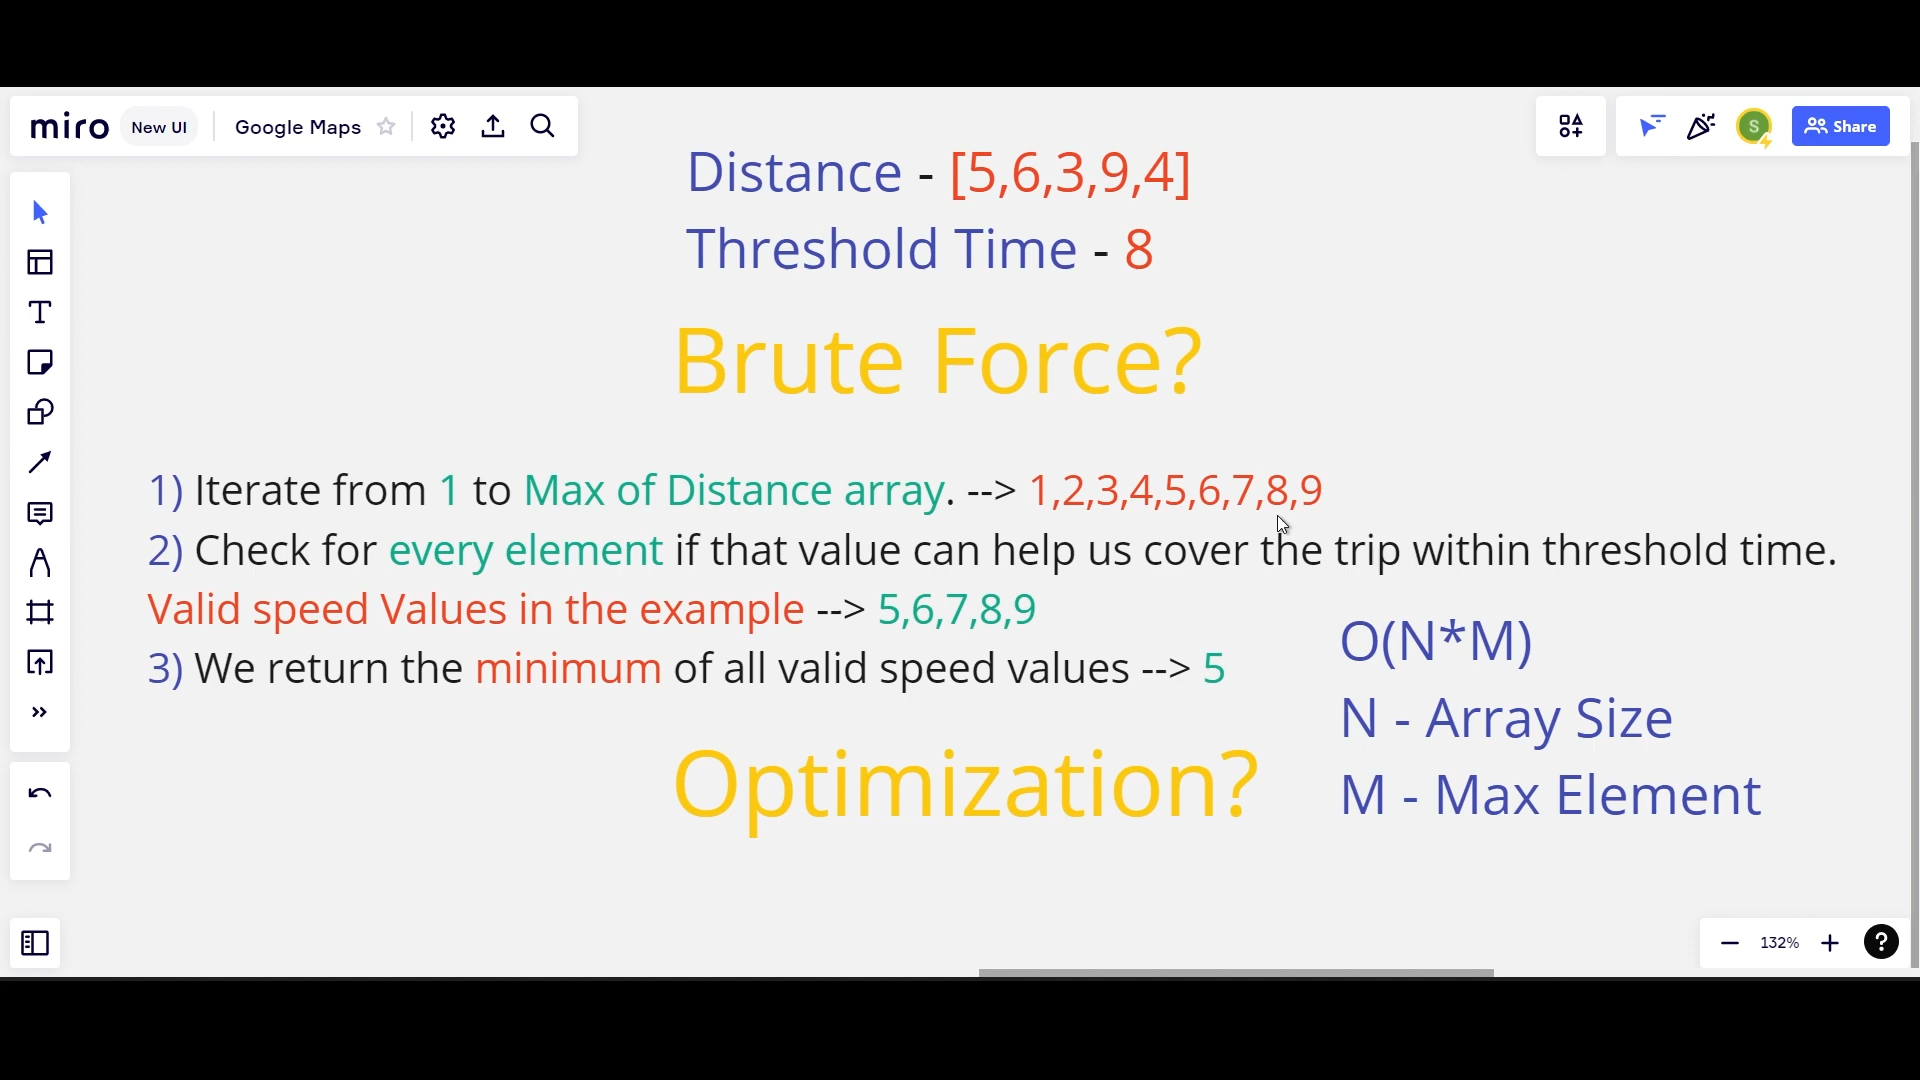 miro
New UI
Google Maps
S
Share
Distance - [5,6,3,9,4]
Threshold Time - 8
Brute Force?
1) Iterate from 1 to Max of Distance array. --> 1,2,3,4,5,6,7,8,9
2) Check for every element if that value can help us cover the trip within threshold time.
Valid speed Values in the example --> 5,6,7,8,9
3) We return the minimum of all valid speed values --> 5
O(N*M)
N - Array Size
M - Max Element
Optimization?
132%